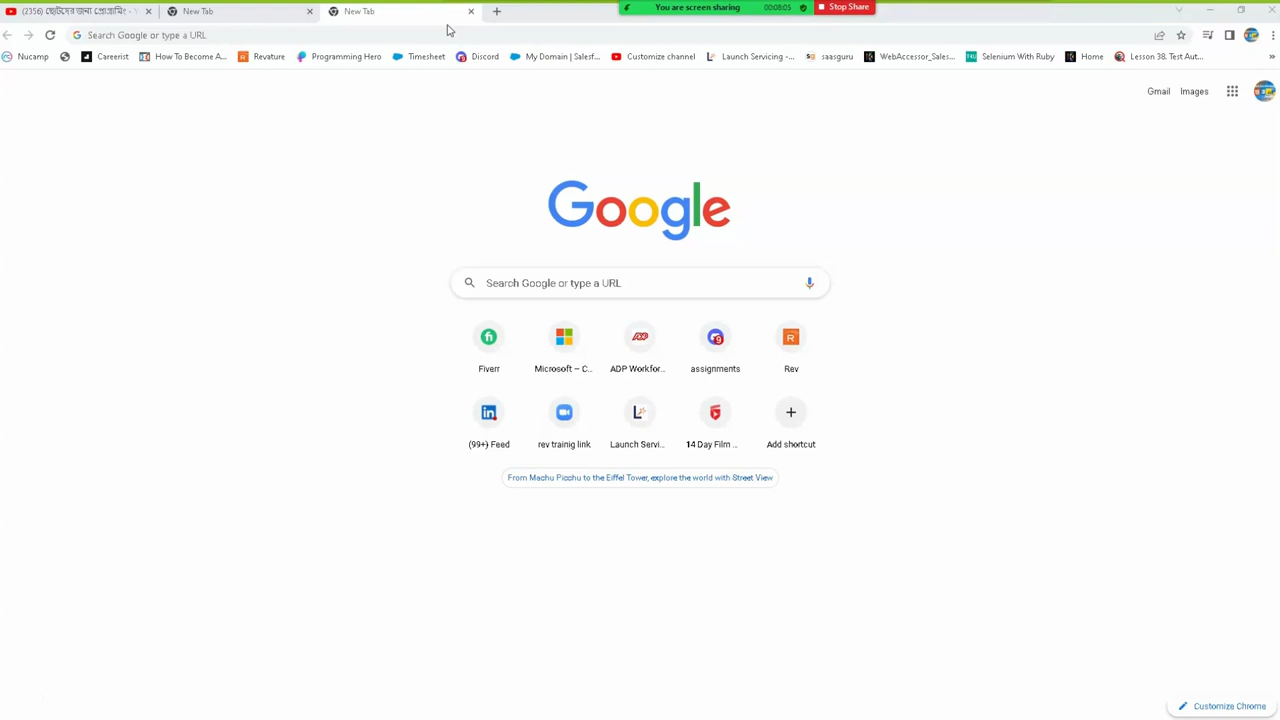 (2356) ছোটদের জন্য প্রোগ্রামিং - Y
New Tab
New Tab
You are screen sharing
00:08:05
Stop Share
Search Google or type a URL
Nucamp
Careerist
How To Become A...
Revature
Programming Hero
Timesheet
Discord
My Domain | Salesf...
Customize channel
Launch Servicing -...
saasguru
WebAccessor_Sales...
Selenium With Ruby
Home
Lesson 38. Test Aut...
»
Gmail
Images
Google
Search Google or type a URL
Fiverr
Microsoft – C...
ADP Workfor...
assignments
Rev
(99+) Feed
rev trainig link
Launch Servi...
14 Day Film ...
Add shortcut
From Machu Picchu to the Eiffel Tower, explore the world with Street View
Customize Chrome